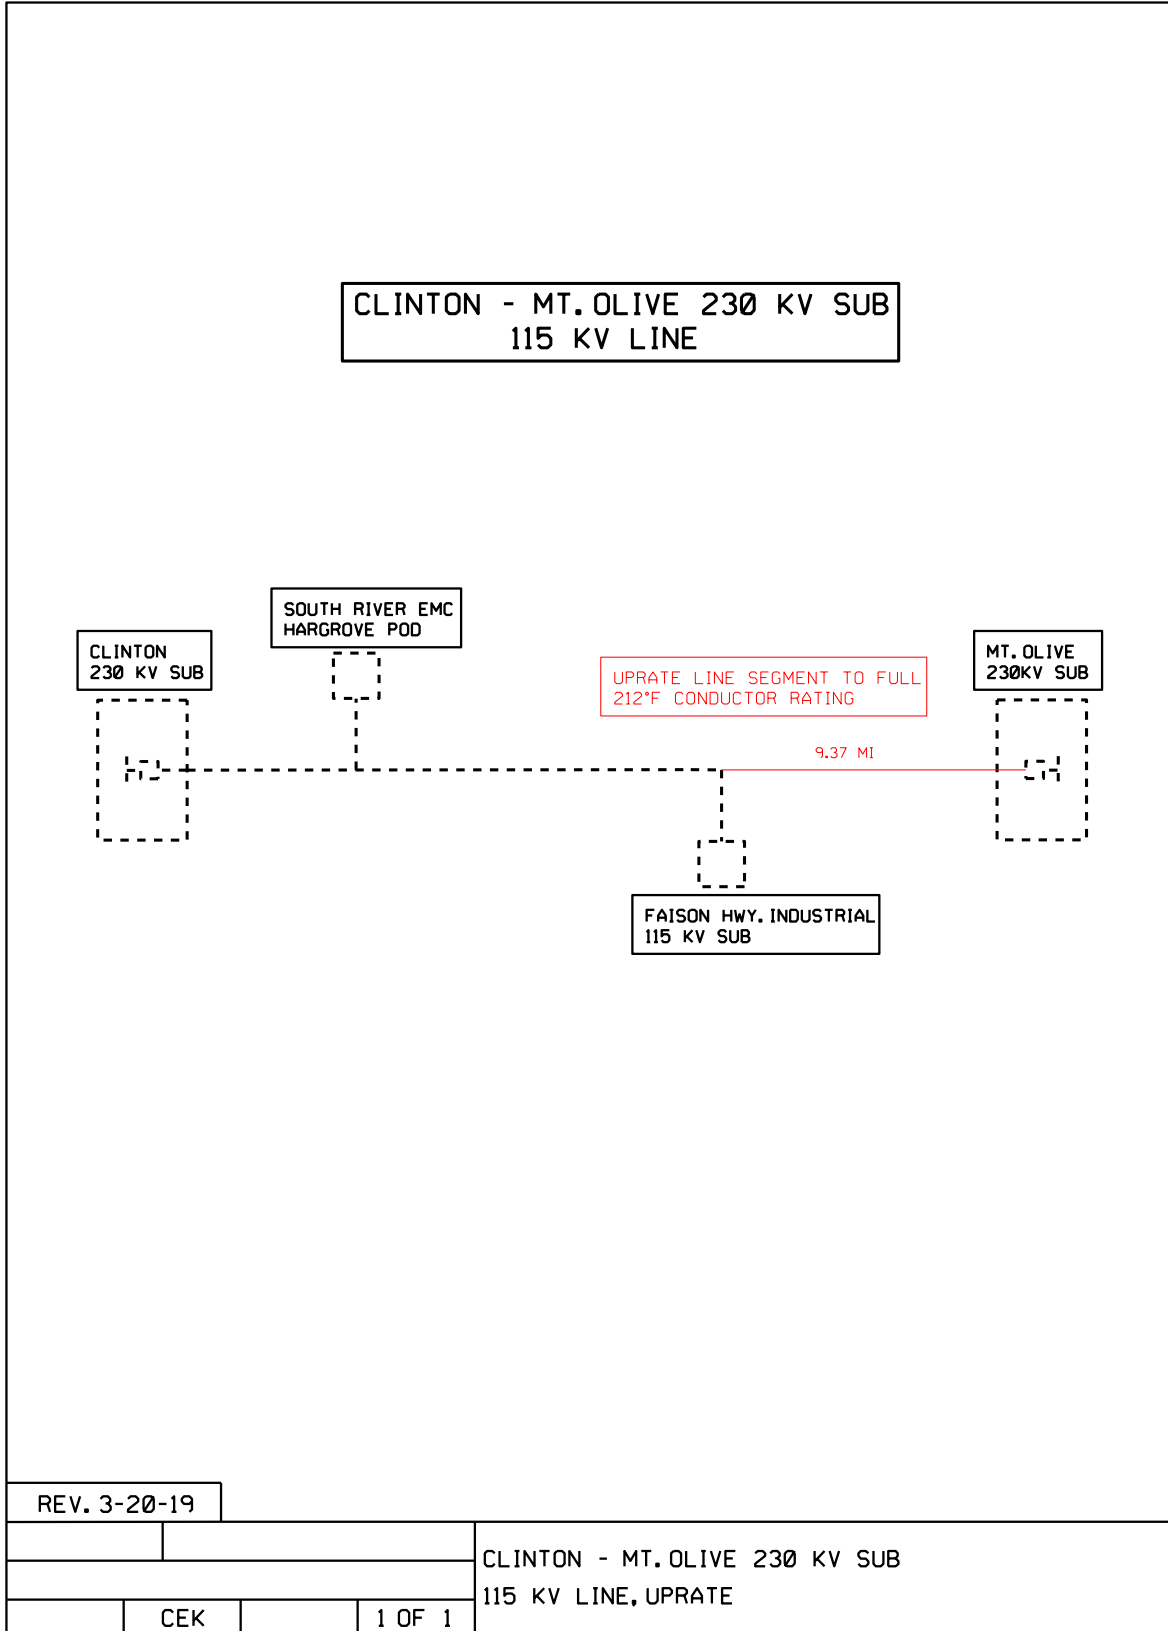 CLINTON - MT. OLIVE 230 KV SUB
115 KV LINE
SOUTH RIVER EMC
HARGROVE POD
CLINTON
230 KV SUB
MT. OLIVE
230KV SUB
UPRATE LINE SEGMENT TO FULL
212°F CONDUCTOR RATING
9.37 MI
FAISON HWY. INDUSTRIAL
115 KV SUB
REV. 3-20-19
CLINTON - MT. OLIVE 230 KV SUB
115 KV LINE, UPRATE
CEK
1 OF 1